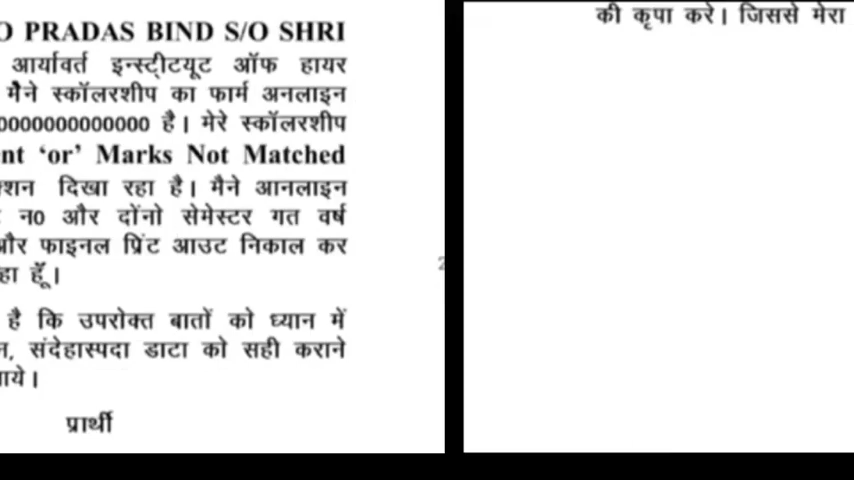 O PRADAS BIND S/O SHRI
आर्यावर्त इन्स्टी्टयूट ऑफ हायर
मैने स्कॉलरशीप का फार्म अनलाइन
0000000000000 है। मेरे स्कॉलरशीप
nt ‘or’ Marks Not Matched
क्शन दिखा रहा है। मैने आनलाइन
न0 और दोंनो सेमेस्टर गत वर्ष
और फाइनल प्रिंट आउट निकाल कर
हा हूँ।
है कि उपरोक्त बातों को ध्यान में
न, संदेहास्पदा डाटा को सही कराने
ाये।
प्रार्थी
की कृपा करे। जिससे मेरा